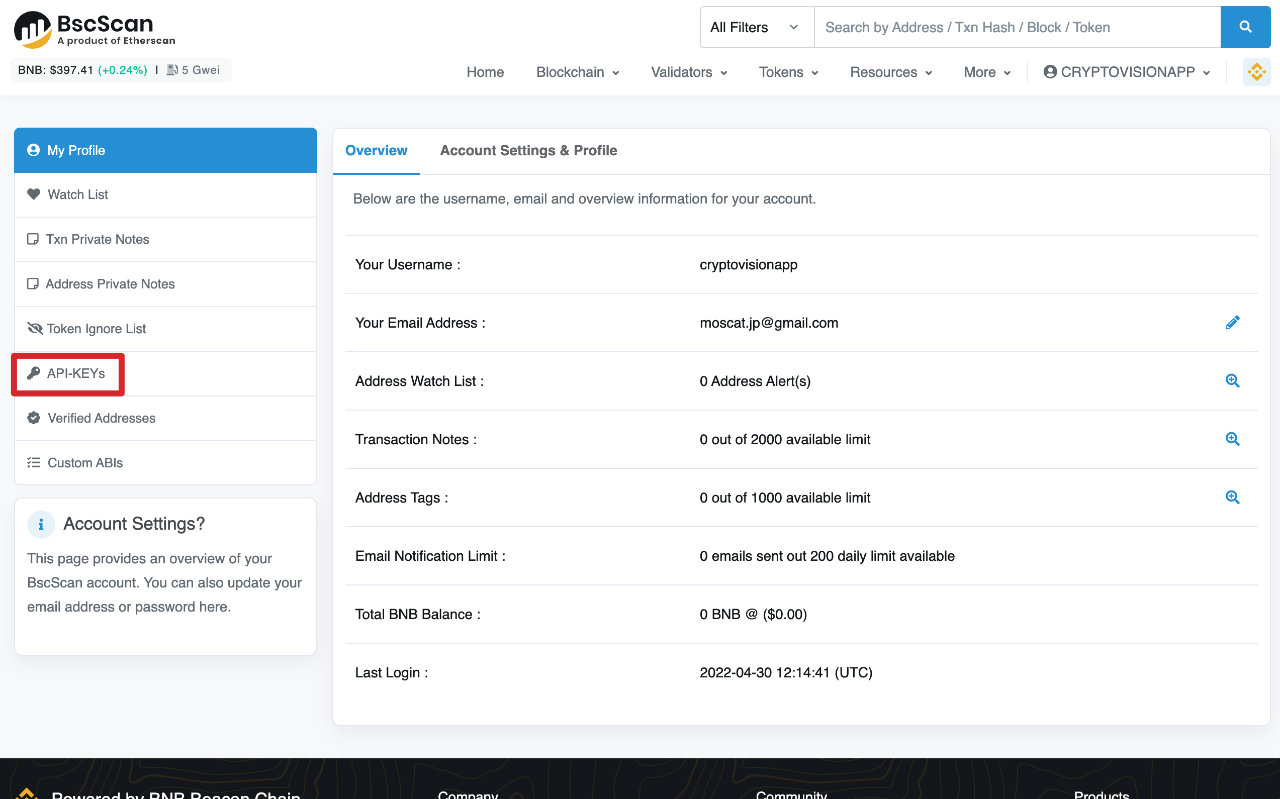 BscScan
A product of Etherscan
All Filters
Search by Address / Txn Hash / Block / Token
BNB: $397.41 (+0.24%) | 5 Gwei
Home Blockchain Validators Tokens Resources More CRYPTOVISIONAPP
My Profile
Watch List
Txn Private Notes
Address Private Notes
Token Ignore List
API-KEYs
Verified Addresses
Custom ABIs
Account Settings?
This page provides an overview of your
BscScan account. You can also update your
email address or password here.
Overview Account Settings & Profile
Below are the username, email and overview information for your account.
Your Username : cryptovisionapp
Your Email Address : moscat.jp@gmail.com
Address Watch List : 0 Address Alert(s)
Transaction Notes : 0 out of 2000 available limit
Address Tags : 0 out of 1000 available limit
Email Notification Limit : 0 emails sent out 200 daily limit available
Total BNB Balance : 0 BNB @ ($0.00)
Last Login : 2022-04-30 12:14:41 (UTC)
Powered by BNB Beacon Chain Company Community Products